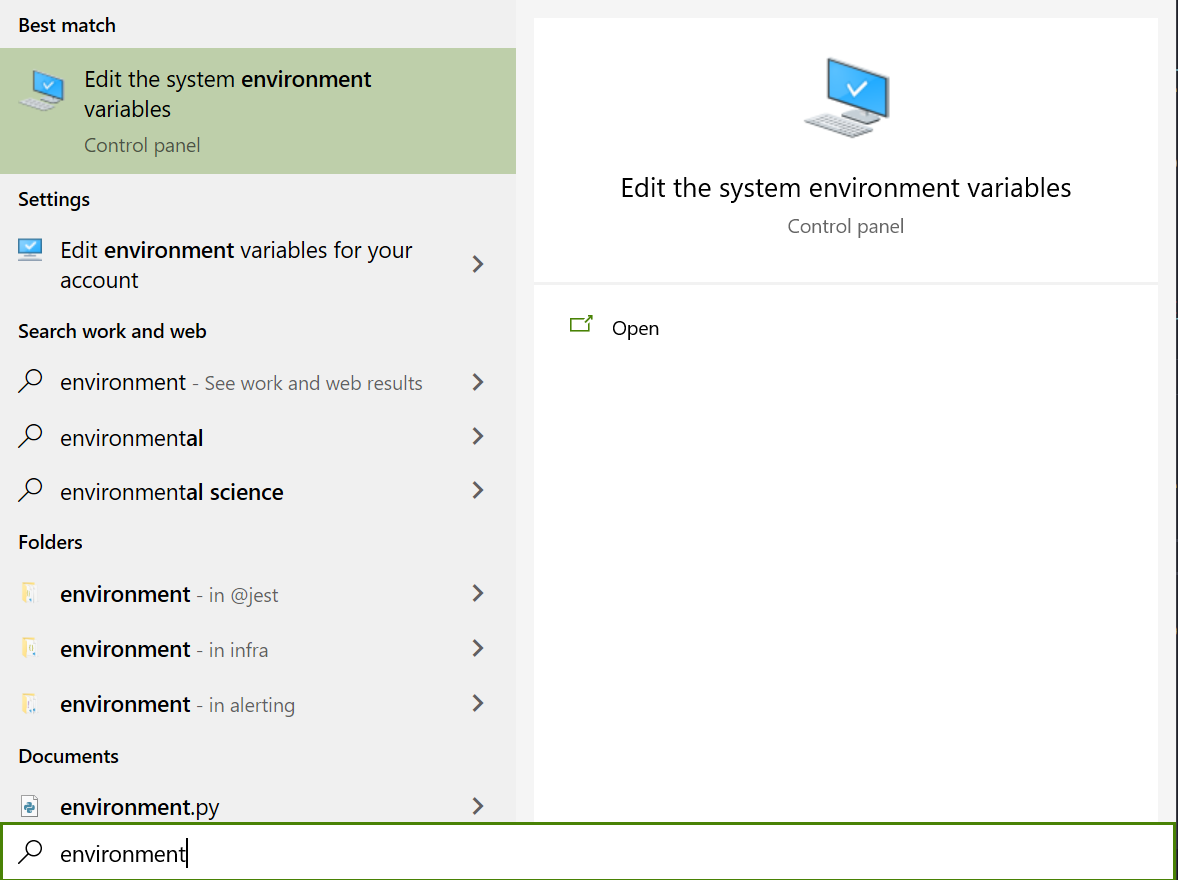 Best match
Edit the system environment
variables
Control panel
Settings
Edit environment variables for your
account
Search work and web
environment - See work and web results
environmental
environmental science
Folders
environment - in @jest
environment - in infra
environment - in alerting
Documents
environment.py
environment
Edit the system environment variables
Control panel
Open